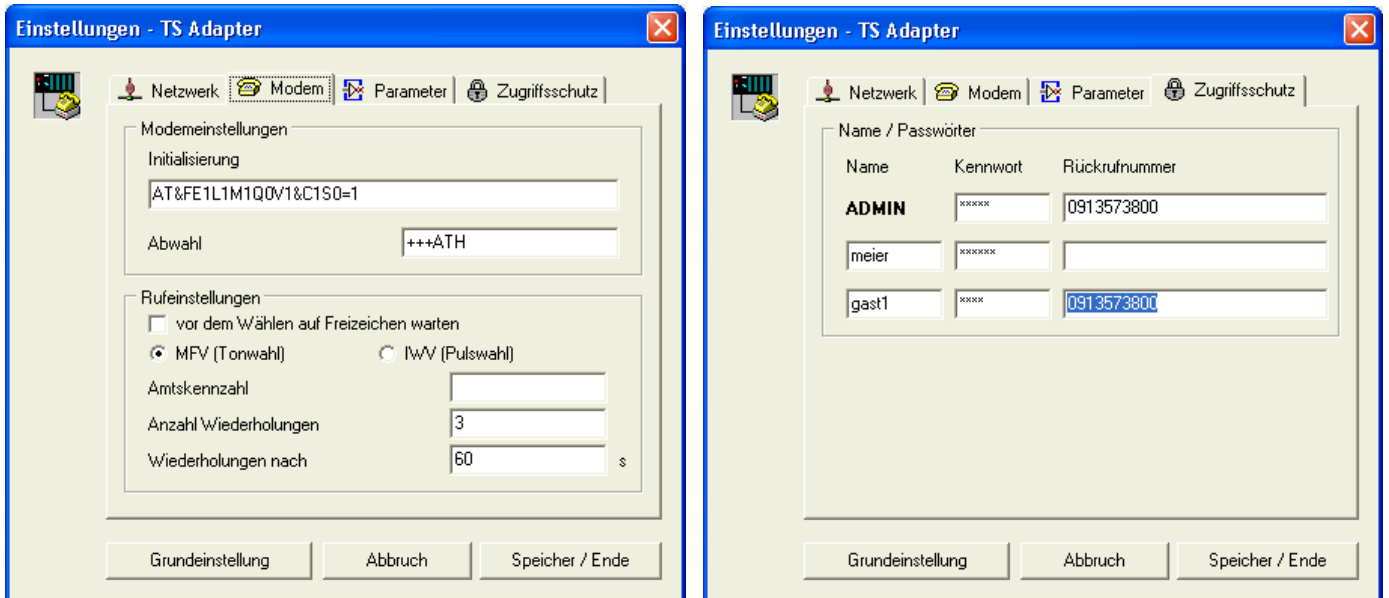 Einstellungen - TS Adapter
Netzwerk Modem Parameter Zugriffsschutz
Modemeinstellungen
Initialisierung
AT&FE1L1M1Q0V1&C1S0=1
Abwahl +++ATH
Rufeinstellungen
vor dem Wählen auf Freizeichen warten
MFV (Tonwahl) IWV (Pulswahl)
Amtskennzahl
Anzahl Wiederholungen 3
Wiederholungen nach 60 s
Grundeinstellung Abbruch Speicher / Ende
Einstellungen - TS Adapter
Netzwerk Modem Parameter Zugriffsschutz
Name / Passwörter
Name Kennwort Rückrufnummer
ADMIN ***** 0913573800
meier ******
gast1 **** 0913573800
Grundeinstellung Abbruch Speicher / Ende